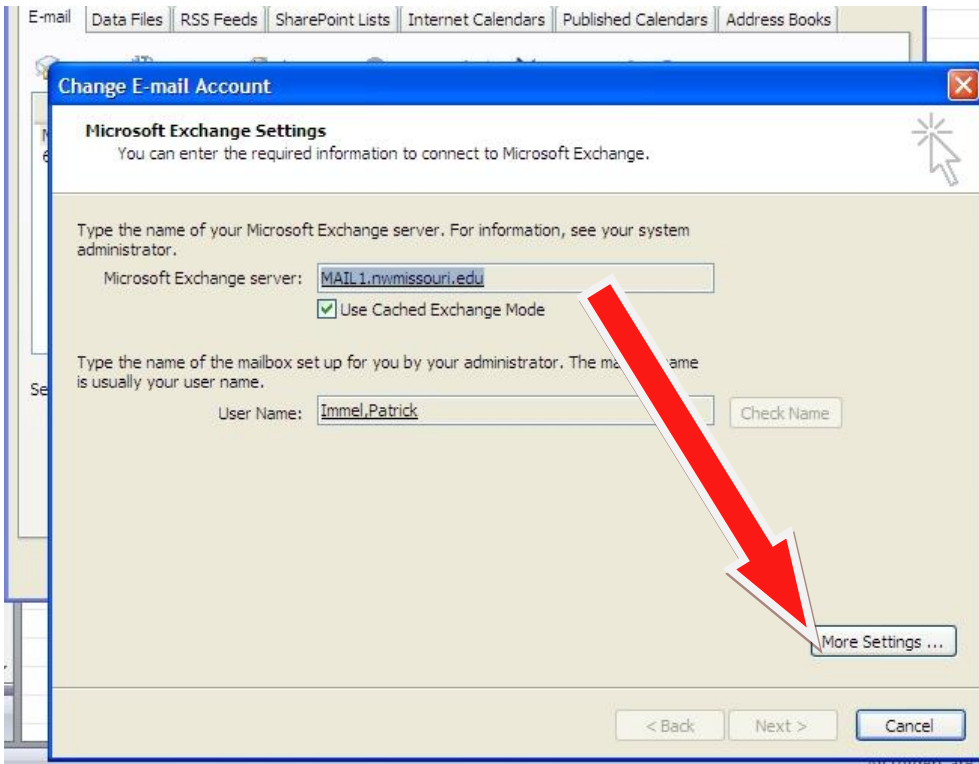 E-mail Data Files RSS Feeds SharePoint Lists Internet Calendars Published Calendars Address Books
Change E-mail Account
Microsoft Exchange Settings
You can enter the required information to connect to Microsoft Exchange.
Type the name of your Microsoft Exchange server. For information, see your system
administrator.
Microsoft Exchange server: MAIL1.nwmissouri.edu
Use Cached Exchange Mode
Type the name of the mailbox set up for you by your administrator. The
is usually your user name.
User Name: Immel,Patrick Check Name
More Settings ...
< Back Next > Cancel